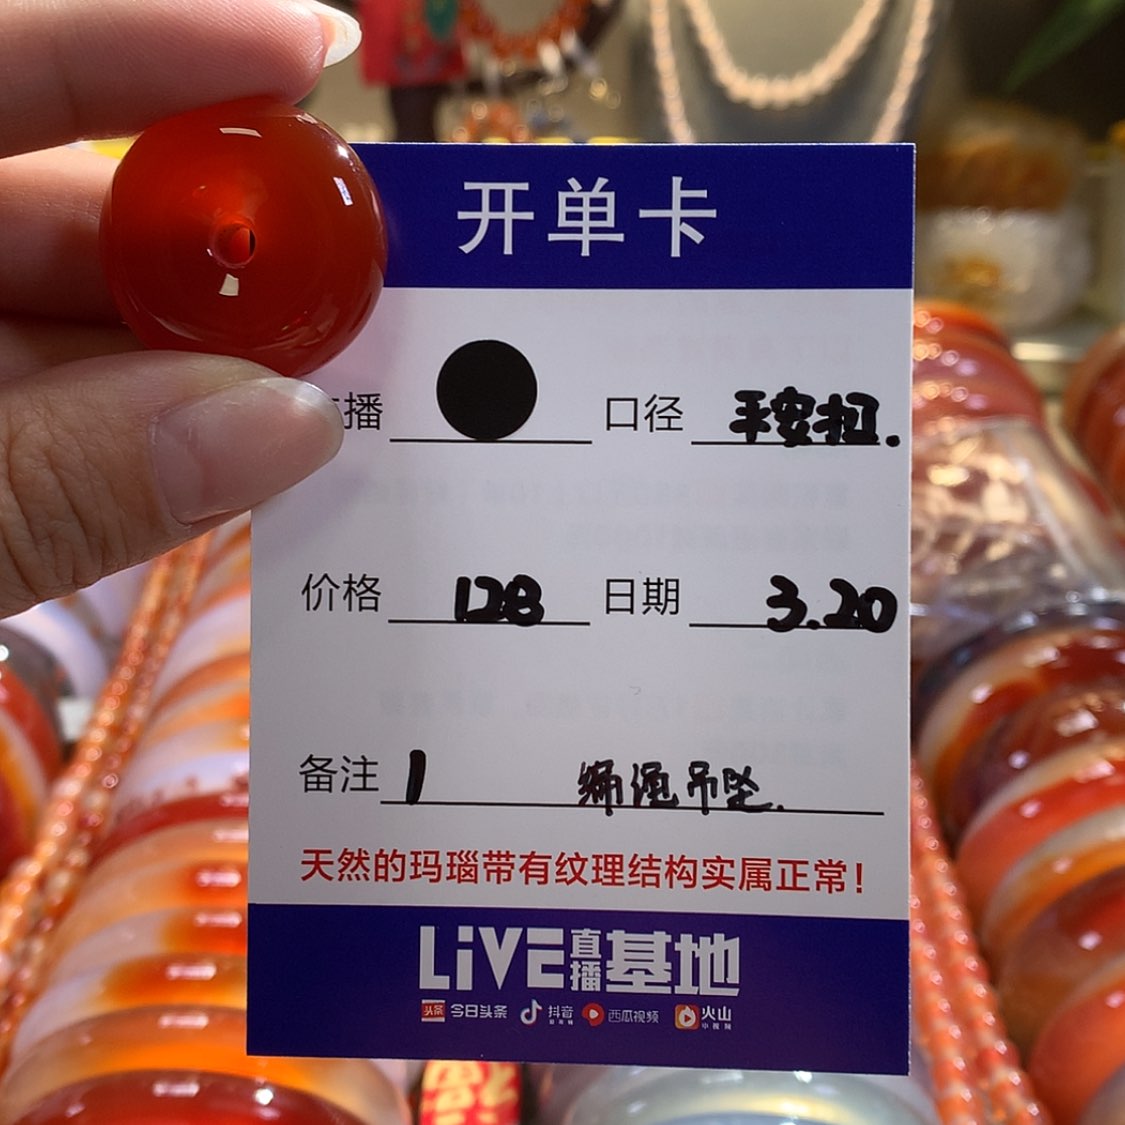 开单卡
播 口径 平安扣.
价格 128 日期 3.20
备注 1 编绳吊坠.
天然的玛瑙带有纹理结构实属正常!
LiVE直播基地
头条 今日头条 抖音 西瓜视频 火山